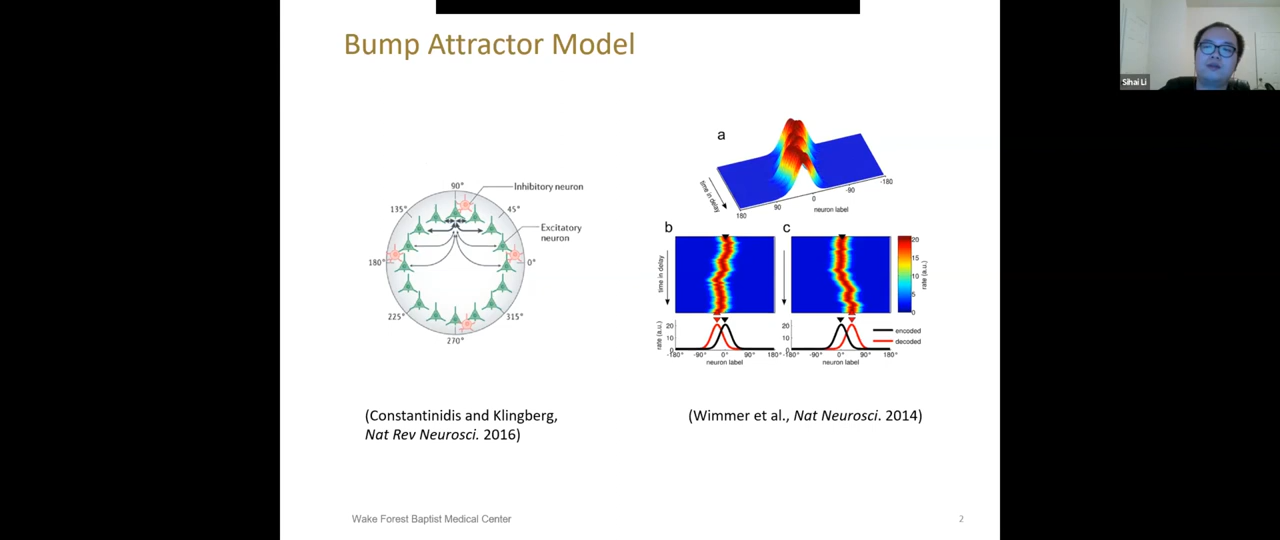 Bump Attractor Model
Sihai Li
90°
135°
45°
180°
0°
225°
315°
270°
Inhibitory neuron
Excitatory
neuron
a
time in delay
180
90
0
-90
-180
neuron label
b
time in delay
c
20
15
10
5
0
rate (a.u.)
rate (a.u.)
20
10
0
-180° -90° 0° 90° 180°
neuron label
20
10
-180° -90° 0° 90° 180°
neuron label
encoded
decoded
(Constantinidis and Klingberg,
Nat Rev Neurosci. 2016)
(Wimmer et al., Nat Neurosci. 2014)
Wake Forest Baptist Medical Center
2